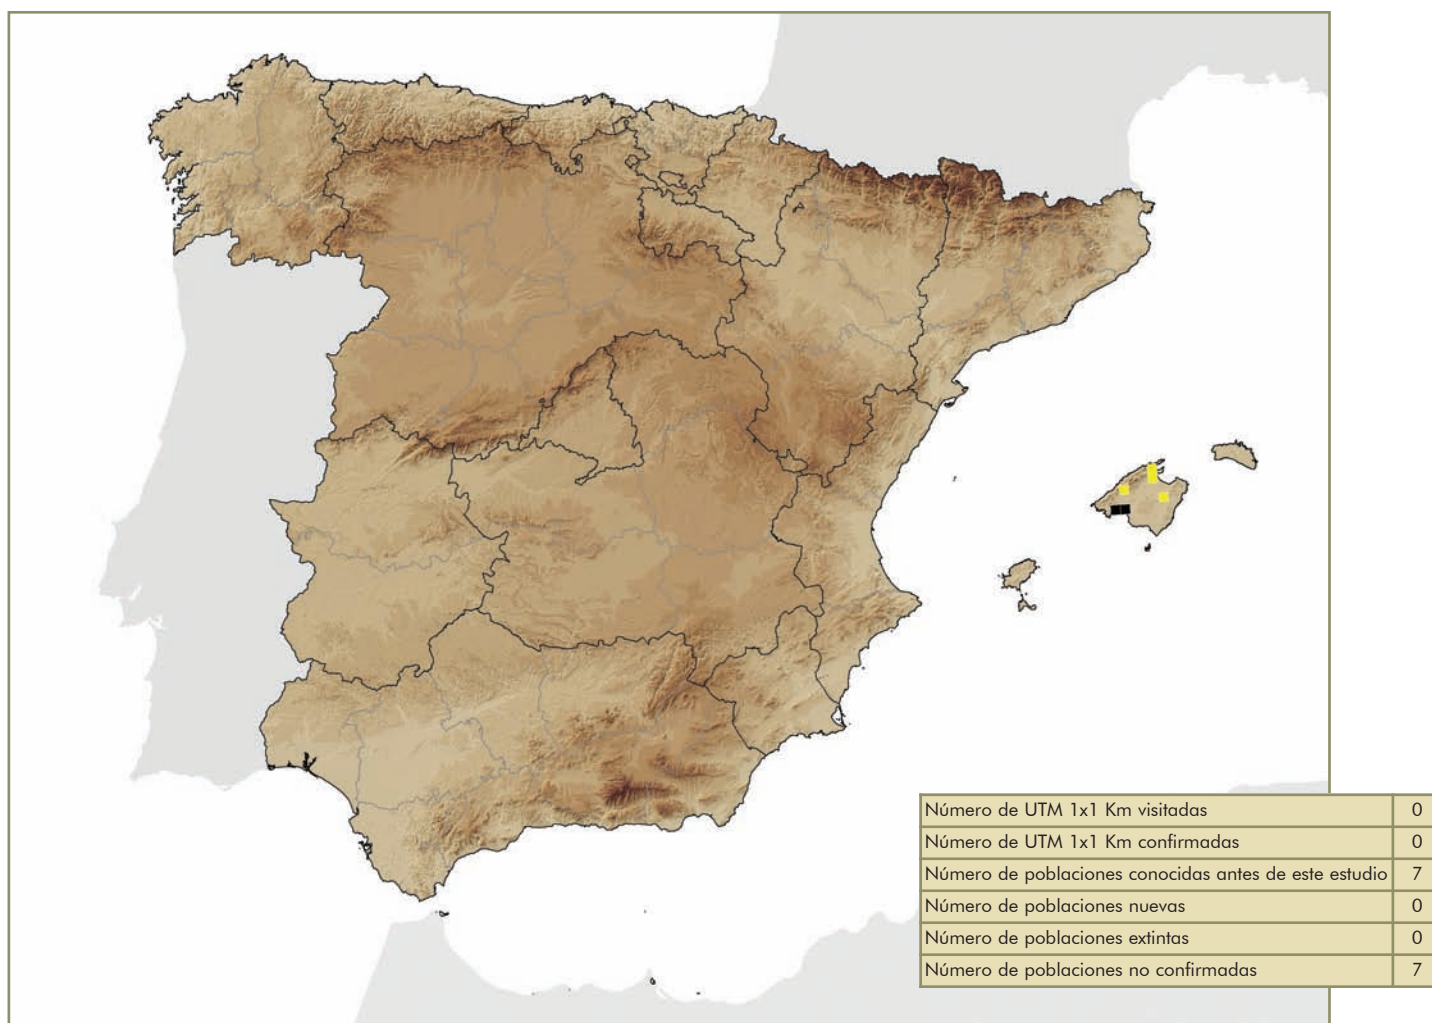 Número de UTM 1x1 Km visitadas 0
Número de UTM 1x1 Km confirmadas 0
Número de poblaciones conocidas antes de este estudio 7
Número de poblaciones nuevas 0
Número de poblaciones extintas 0
Número de poblaciones no confirmadas 7